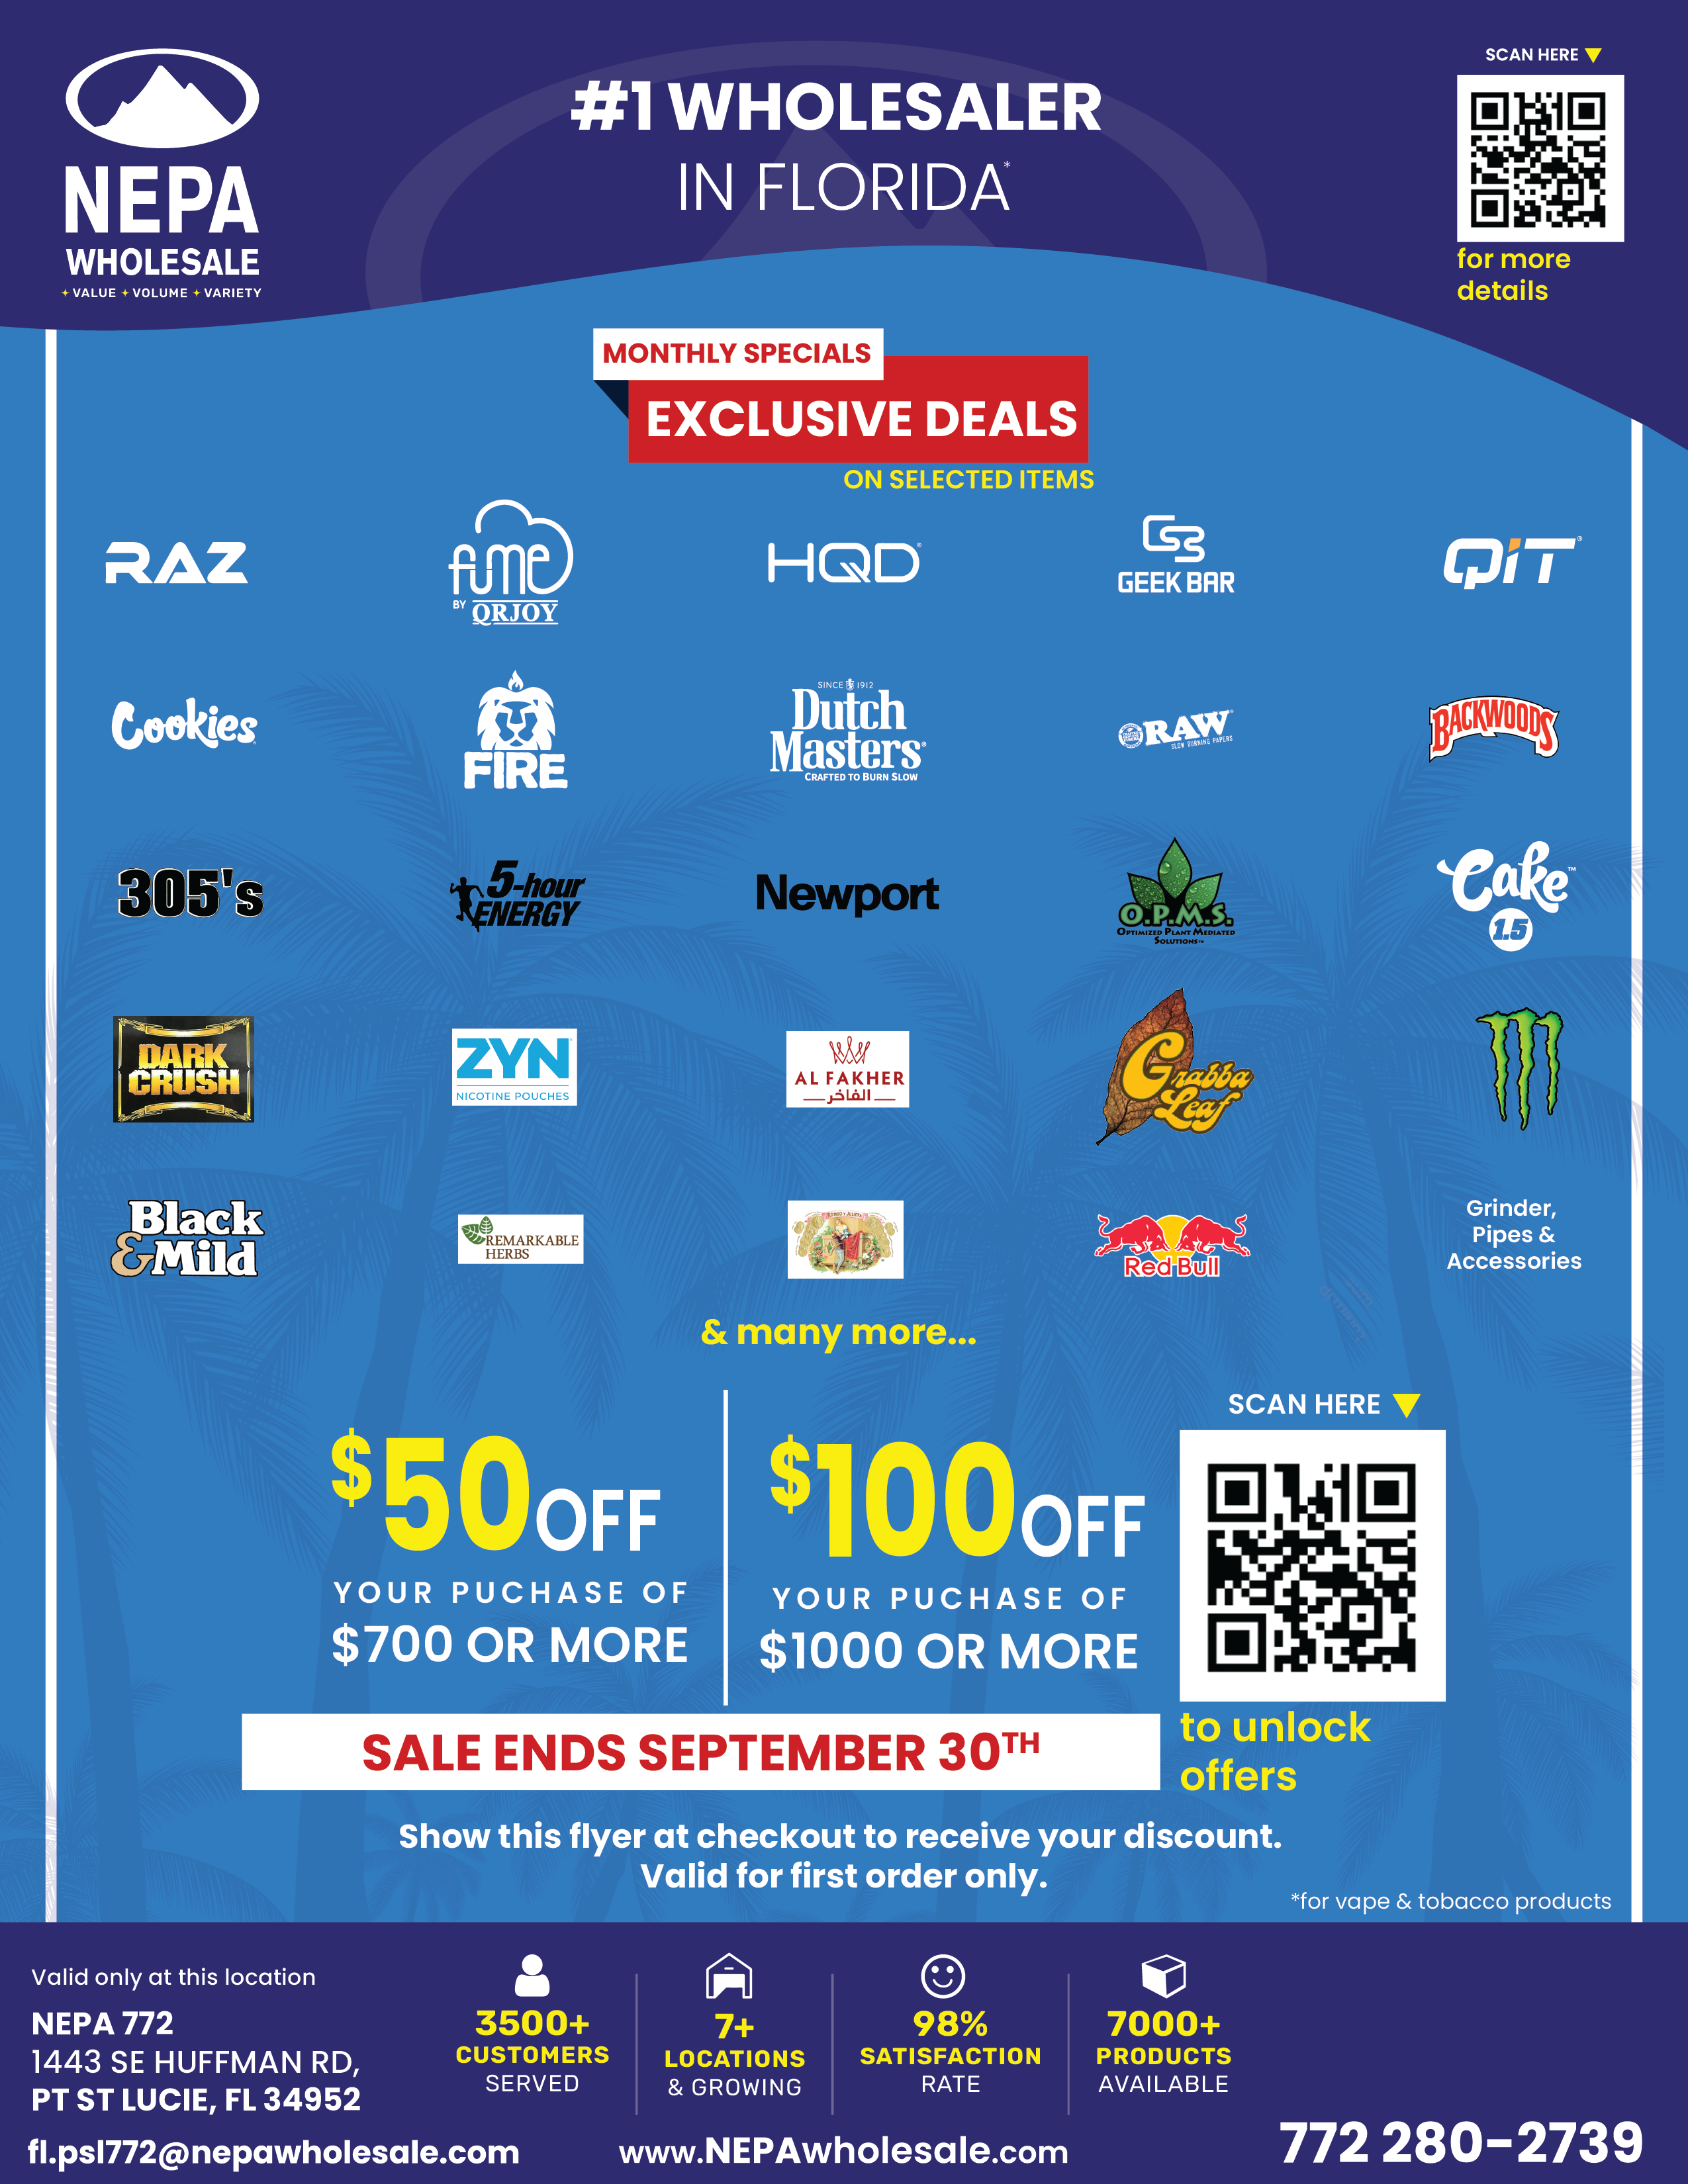 NEPA
WHOLESALE
VALUE + VOLUME + VARIETY
#1 WHOLESALER
IN FLORIDA*
SCAN HERE
for more
details
MONTHLY SPECIALS
EXCLUSIVE DEALS
ON SELECTED ITEMS
RAZ
fume
BY QRJOY
HQD
GEEK BAR
QiT
Cookies
FIRE
SINCE 1912
Dutch
Masters
CRAFTED TO BURN SLOW
RAW
SLOW BURNING PAPERS
BACKWOODS
305's
5-hour
ENERGY
Newport
O.P.M.S.
OPTIMIZED PLANT MEDIATED
SOLUTIONS™
Cake™
1.5
DARK
CRUSH
ZYN
NICOTINE POUCHES
AL FAKHER
الفاخر
Grabba
Leaf
Black
&Mild
REMARKABLE
HERBS
Red Bull
Grinder,
Pipes &
Accessories
& many more...
$50 OFF
YOUR PUCHASE OF
$700 OR MORE
$100 OFF
YOUR PUCHASE OF
$1000 OR MORE
SCAN HERE
to unlock
offers
SALE ENDS SEPTEMBER 30TH
Show this flyer at checkout to receive your discount.
Valid for first order only.
*for vape & tobacco products
Valid only at this location
NEPA 772
1443 SE HUFFMAN RD,
PT ST LUCIE, FL 34952
fl.psl772@nepawholesale.com
3500+
CUSTOMERS
SERVED
7+
LOCATIONS
& GROWING
98%
SATISFACTION
RATE
7000+
PRODUCTS
AVAILABLE
www.NEPAwholesale.com
772 280-2739